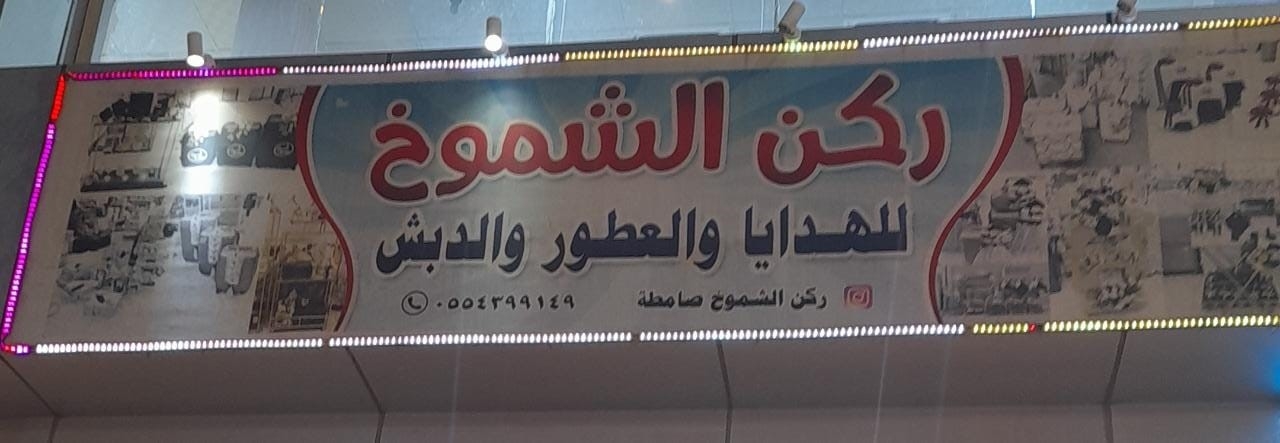 ركن الشموخ
للهدايا والعطور والدبش
ركن الشموخ صامطة ٠٥٥٤٣٩٩١٤٩